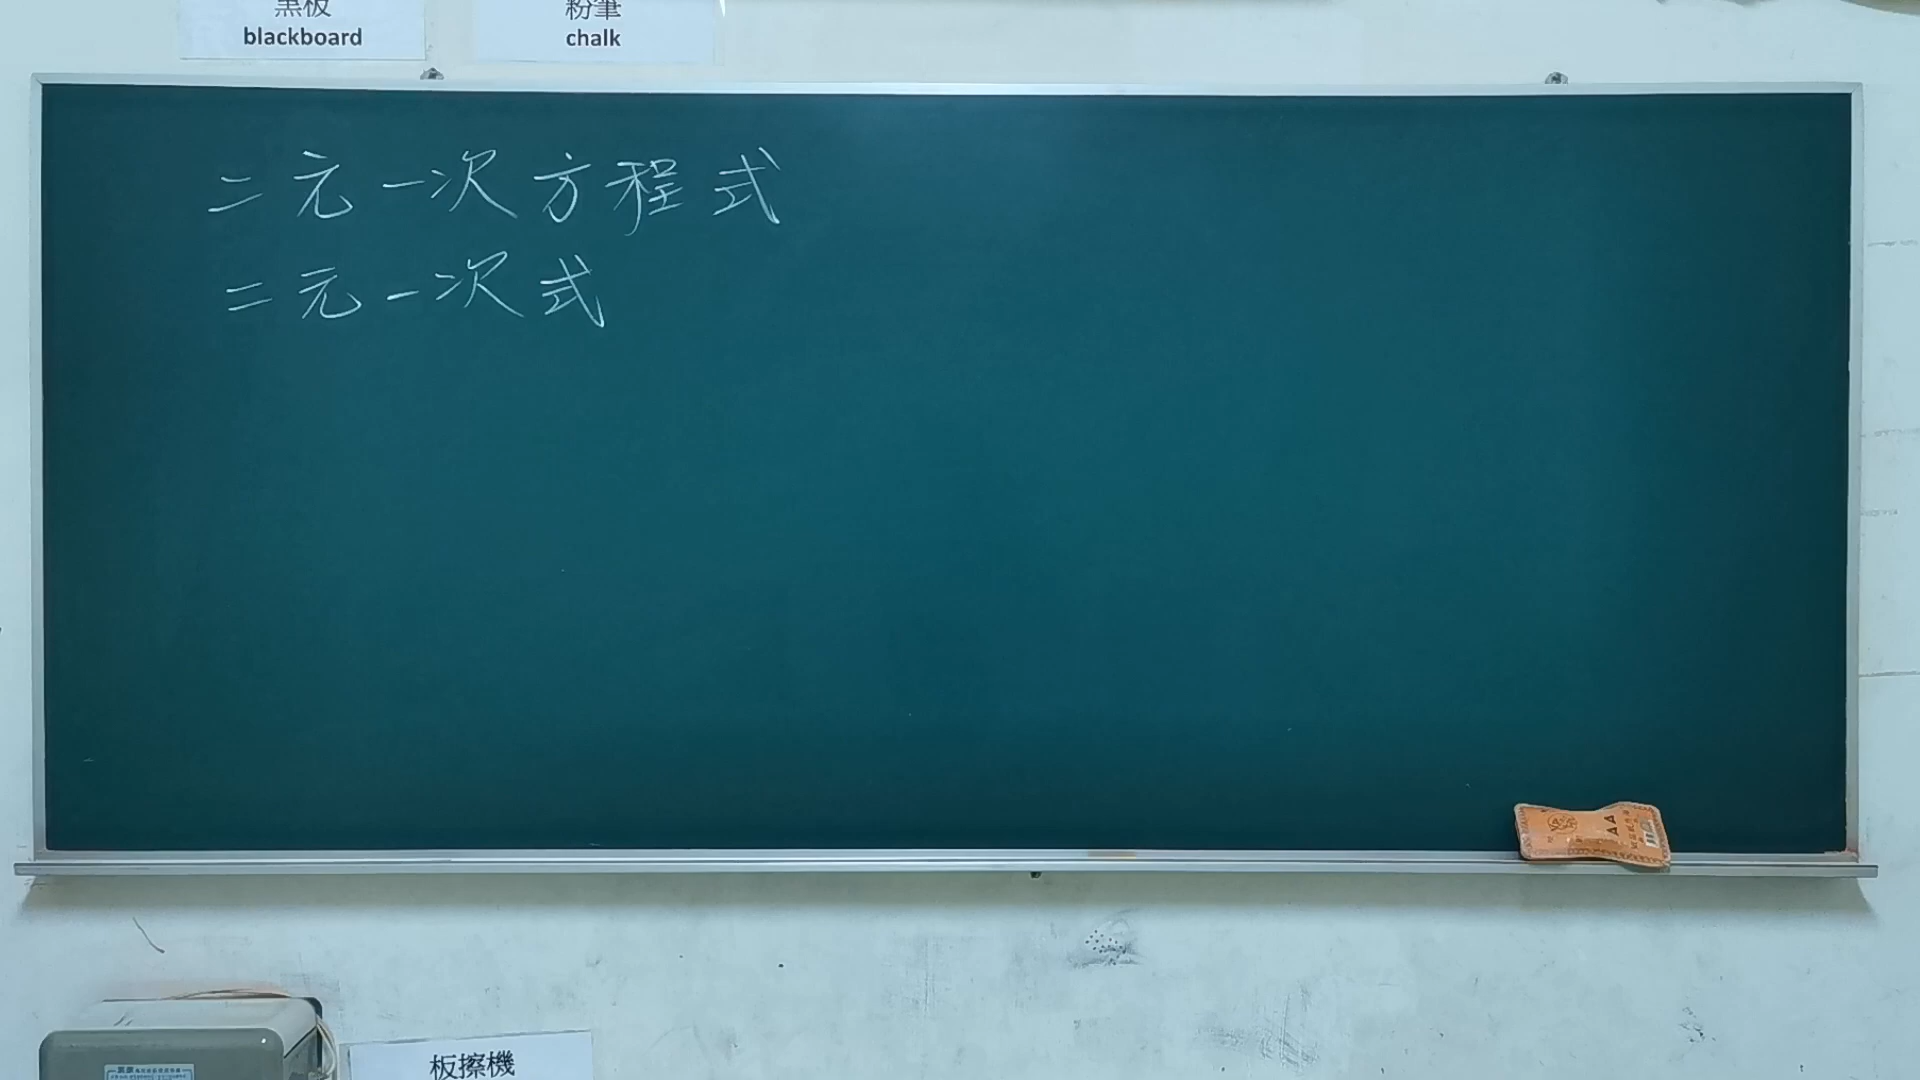 黑板
blackboard
粉筆
chalk
二元一次方程式
二元一次式
板擦機